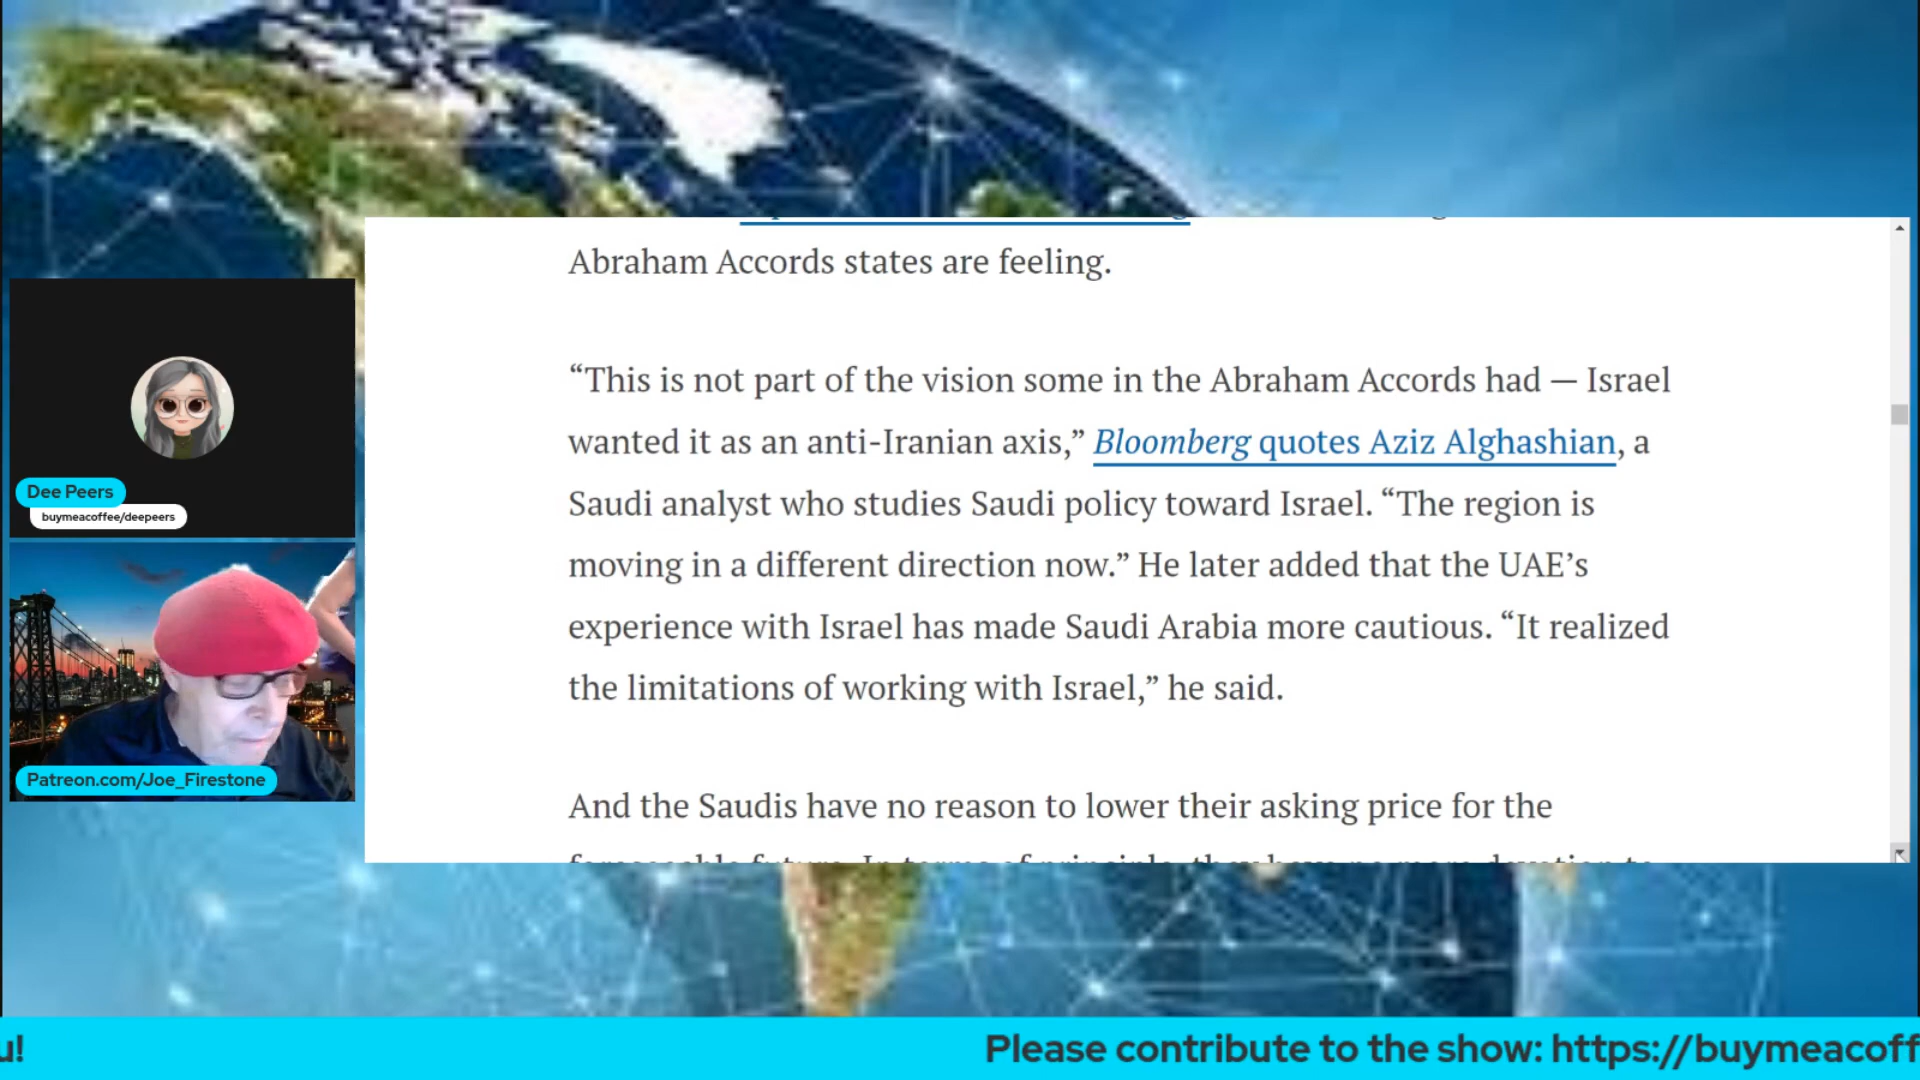 Abraham Accords states are feeling.
“This is not part of the vision some in the Abraham Accords had — Israel
wanted it as an anti-Iranian axis,” Bloomberg quotes Aziz Alghashian, a
Saudi analyst who studies Saudi policy toward Israel. “The region is
moving in a different direction now.” He later added that the UAE’s
experience with Israel has made Saudi Arabia more cautious. “It realized
the limitations of working with Israel,” he said.
And the Saudis have no reason to lower their asking price for the
Dee Peers
buymeacoffee/deepeers
Patreon.com/Joe_Firestone
u!
Please contribute to the show: https://buymeacoff